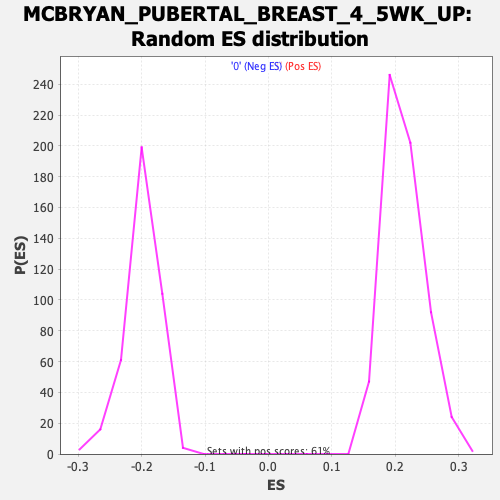 MCBRYAN_PUBERTAL_BREAST_4_5WK_UP:
Random ES distribution
'0' (Neg ES) (Pos ES)
240
220
200
180
160
140
120
100
80
60
40
20
0
P(ES)
Sets with pos scores: 61%
-0.3 -0.2 -0.1 0.0 0.1 0.2 0.3
ES